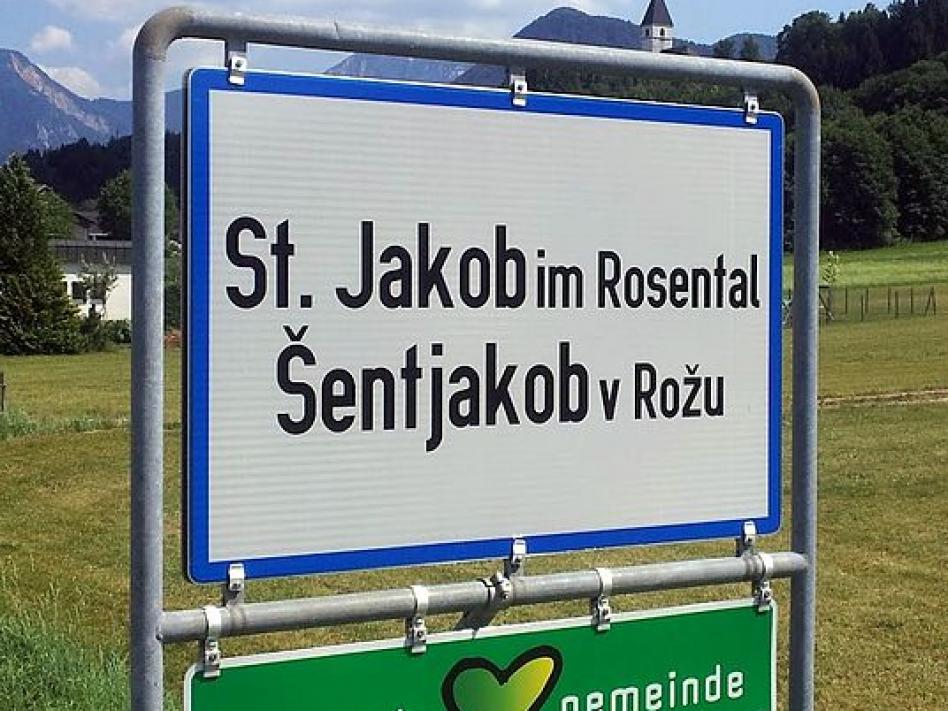 St. Jakob im Rosental
Šentjakob v Rožu
gemeinde